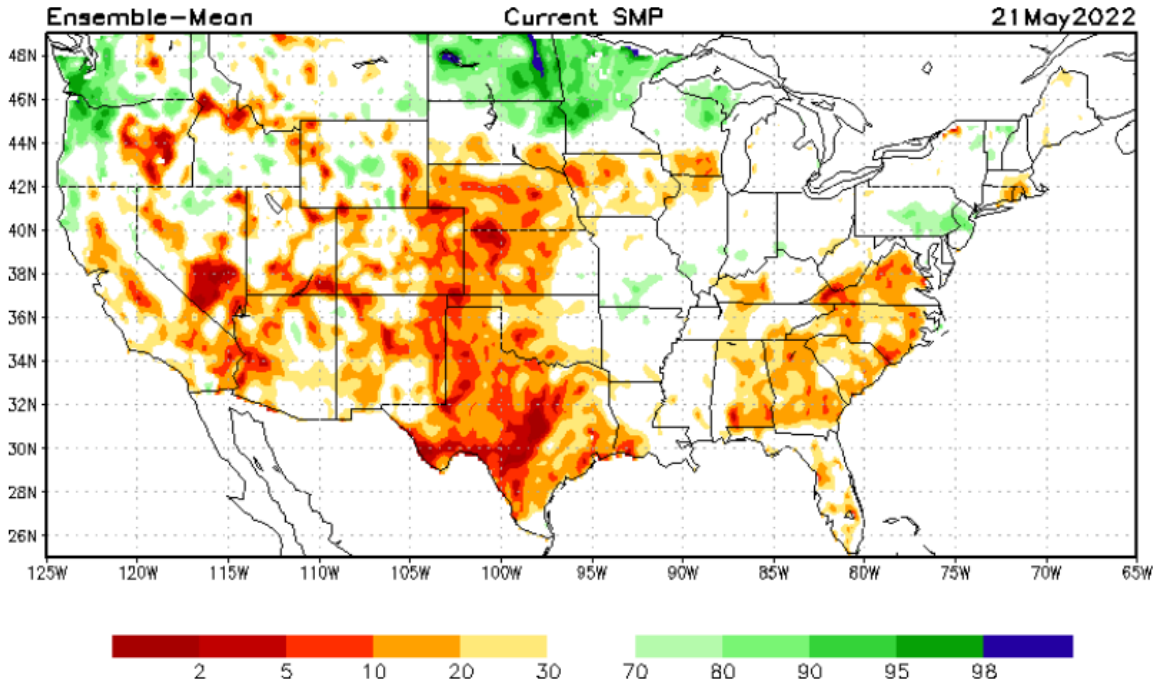 Ensemble-Mean Current SMP 21May2022
48N
46N
44N
42N
40N
38N
36N
34N
32N
30N
28N
26N
125W 120W 115W 110W 105W 100W 95W 90W 85W 80W 75W 70W 65W
2 5 10 20 30 70 80 90 95 98